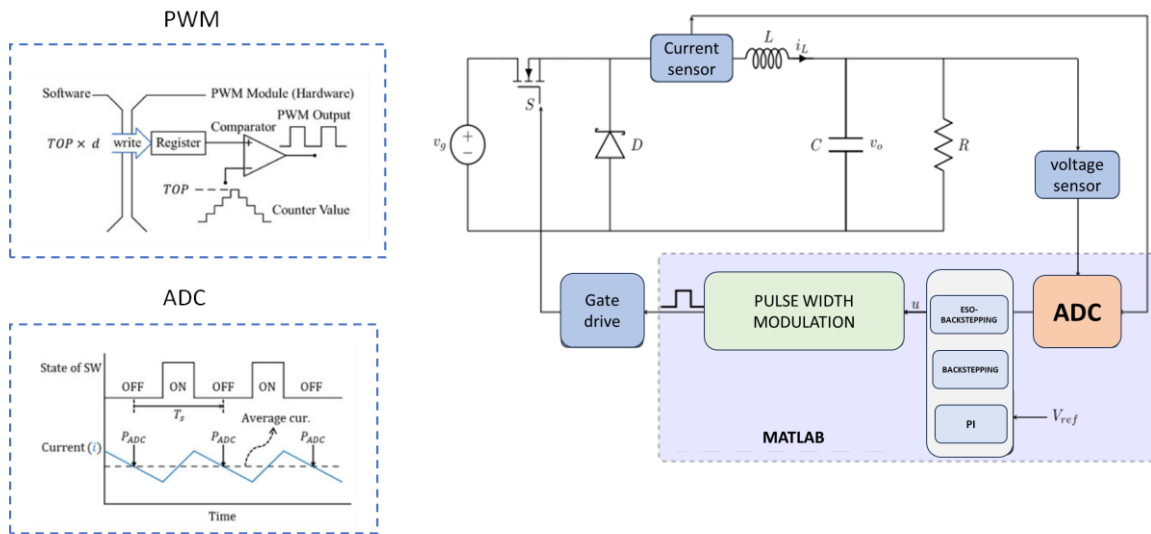 PWM
Software
PWM Module (Hardware)
PWM Output
Comparator
TOP × d
write
Register
+
−
TOP
Counter Value
ADC
State of SW
OFF
ON
OFF
ON
OFF
T_s
Average cur.
Current (i)
P_ADC
P_ADC
P_ADC
Time
Current
sensor
L
i_L
S
v_g
+
−
D
C
v_o
R
voltage
sensor
Gate
drive
PULSE WIDTH
MODULATION
u
ESO-
BACKSTEPPING
BACKSTEPPING
PI
ADC
V_ref
MATLAB